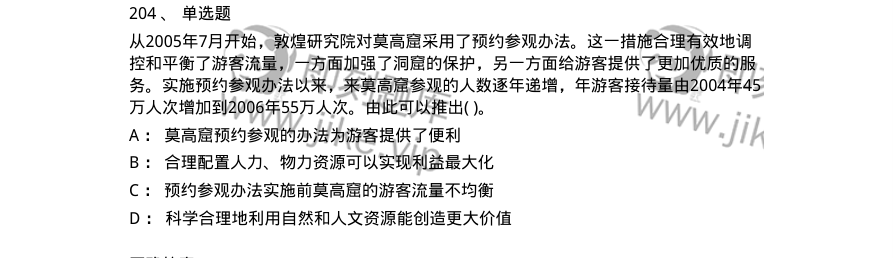 204 、 单选题
从2005年7月开始，敦煌研究院对莫高窟采用了预约参观办法。这一措施合理有效地调
控和平衡了游客流量，一方面加强了洞窟的保护，另一方面给游客提供了更加优质的服
务。实施预约参观办法以来，来莫高窟参观的人数逐年递增，年游客接待量由2004年45
万人次增加到2006年55万人次。由此可以推出( )。
A ： 莫高窟预约参观的办法为游客提供了便利
B ： 合理配置人力、物力资源可以实现利益最大化
C ： 预约参观办法实施前莫高窟的游客流量不均衡
D ： 科学合理地利用自然和人文资源能创造更大价值
即刻题库
www.jike.vip
即刻
www.jik